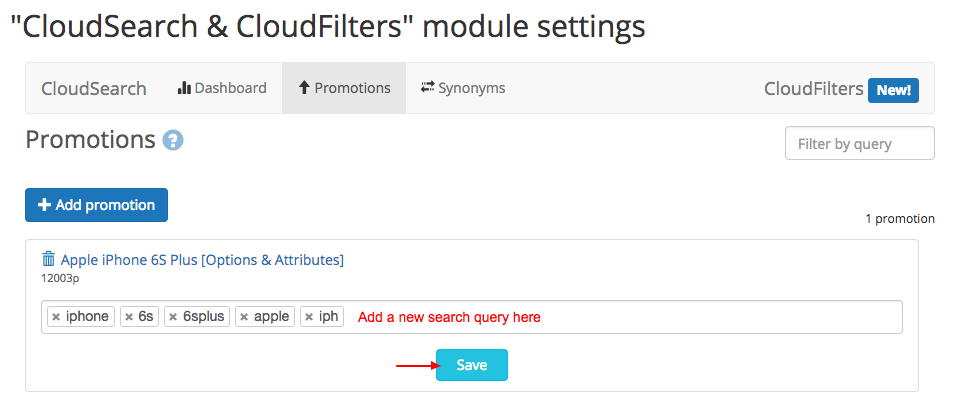 "CloudSearch & CloudFilters" module settings
CloudSearch Dashboard Promotions Synonyms CloudFilters New!
Promotions ? Filter by query
Add promotion
1 promotion
Apple iPhone 6S Plus [Options & Attributes]
12003p
× iphone × 6s × 6splus × apple × iph Add a new search query here
Save